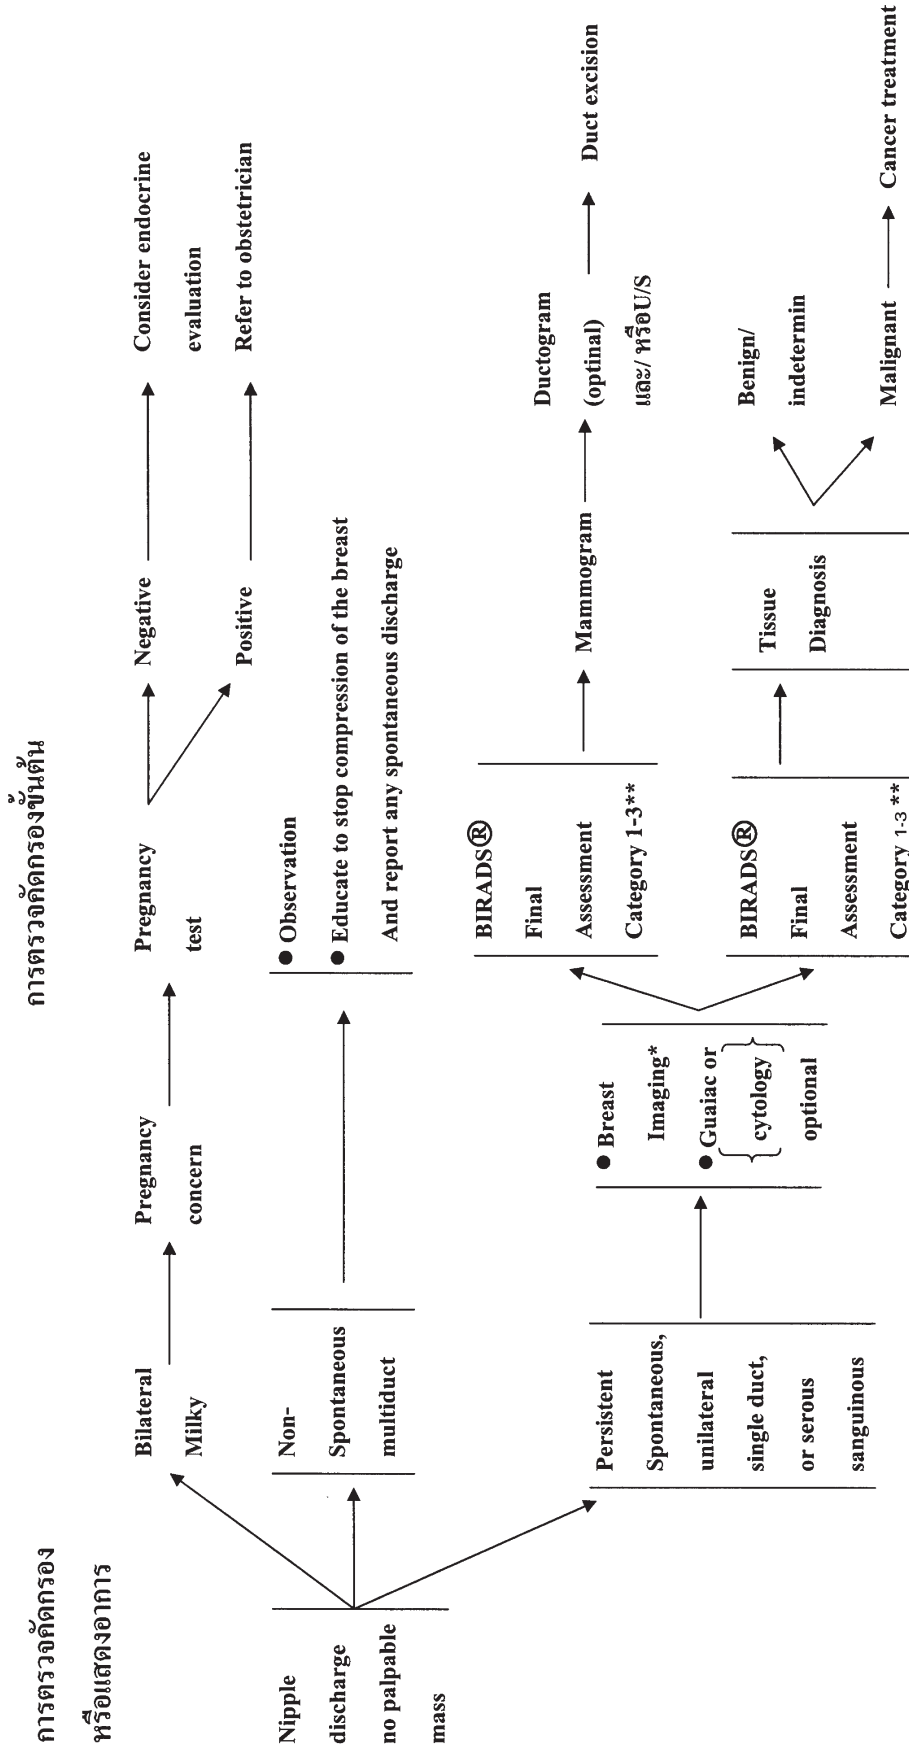 การตรวจคัดกรอง
หรือแสดงอาการ
การตรวจคัดกรองขั้นต้น
Nipple
discharge
no palpable
mass
Bilateral
Milky
Pregnancy
concern
Pregnancy
test
Negative
Consider endocrine
evaluation
Positive
Refer to obstetrician
Non-
Spontaneous
multiduct
● Observation
● Educate to stop compression of the breast
And report any spontaneous discharge
Persistent
Spontaneous,
unilateral
single duct,
or serous
sanguinous
● Breast
Imaging*
● Guaiac or
{cytology}
optional
BIRADS®
Final
Assessment
Category 1-3**
Mammogram
Ductogram
(optinal)
และ/ หรือU/S
Duct excision
BIRADS®
Final
Assessment
Category 1-3 **
Tissue
Diagnosis
Benign/
indetermin
Malignant
Cancer treatment